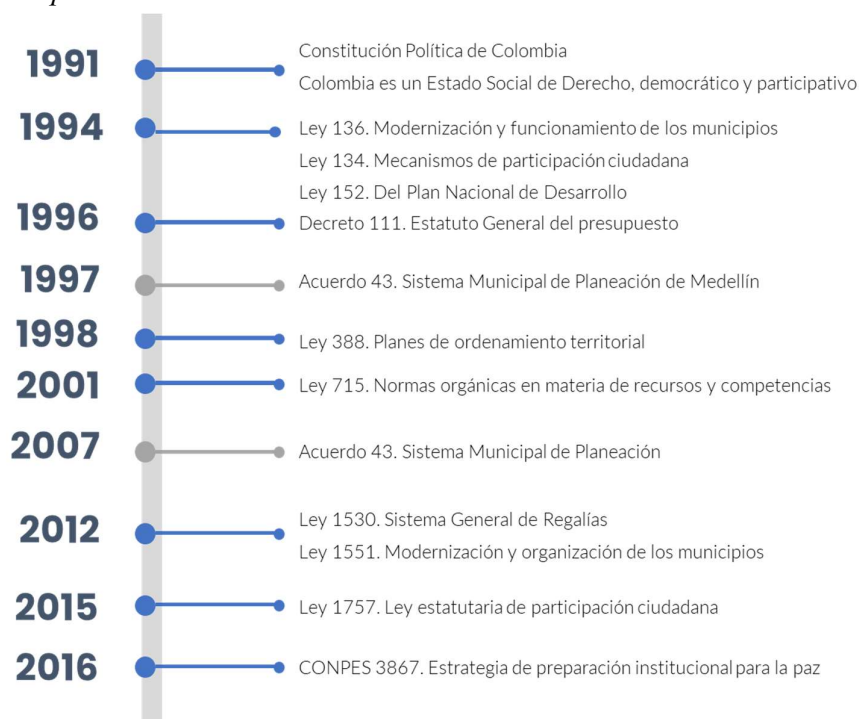 1991
Constitución Política de Colombia
Colombia es un Estado Social de Derecho, democrático y participativo
1994
Ley 136. Modernización y funcionamiento de los municipios
Ley 134. Mecanismos de participación ciudadana
Ley 152. Del Plan Nacional de Desarrollo
1996
Decreto 111. Estatuto General del presupuesto
1997
Acuerdo 43. Sistema Municipal de Planeación de Medellín
1998
Ley 388. Planes de ordenamiento territorial
2001
Ley 715. Normas orgánicas en materia de recursos y competencias
2007
Acuerdo 43. Sistema Municipal de Planeación
2012
Ley 1530. Sistema General de Regalías
Ley 1551. Modernización y organización de los municipios
2015
Ley 1757. Ley estatutaria de participación ciudadana
2016
CONPES 3867. Estrategia de preparación institucional para la paz